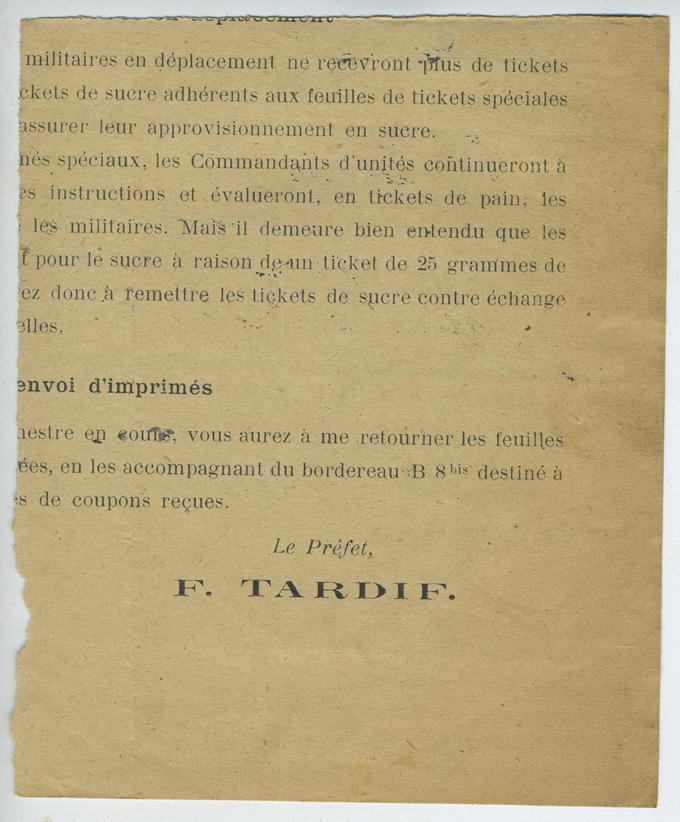 en déplacement
militaires en déplacement ne recevront plus de tickets
ckets de sucre adhérents aux feuilles de tickets spéciales
assurer leur approvisionnement en sucre.
nés spéciaux, les Commandants d'unités continueront à
es instructions et évalueront, en tickets de pain, les
les militaires. Mais il demeure bien entendu que les
t pour le sucre à raison de un ticket de 25 grammes de
ez donc à remettre les tickets de sucre contre échange
elles.
envoi d'imprimés
nestre en cours, vous aurez à me retourner les feuilles
ées, en les accompagnant du bordereau B 8 bis destiné à
s de coupons reçues.
Le Préfet,
F. TARDIF.